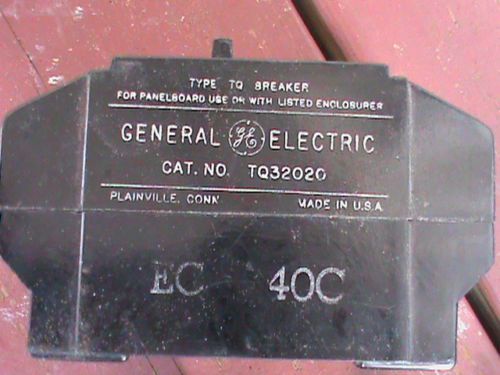 TYPE TQ BREAKER
FOR PANELBOARD USE OR WITH LISTED ENCLOSURER
GENERAL GE ELECTRIC
CAT. NO. TQ32020
PLAINVILLE, CONN MADE IN U.S.A
EC 40C